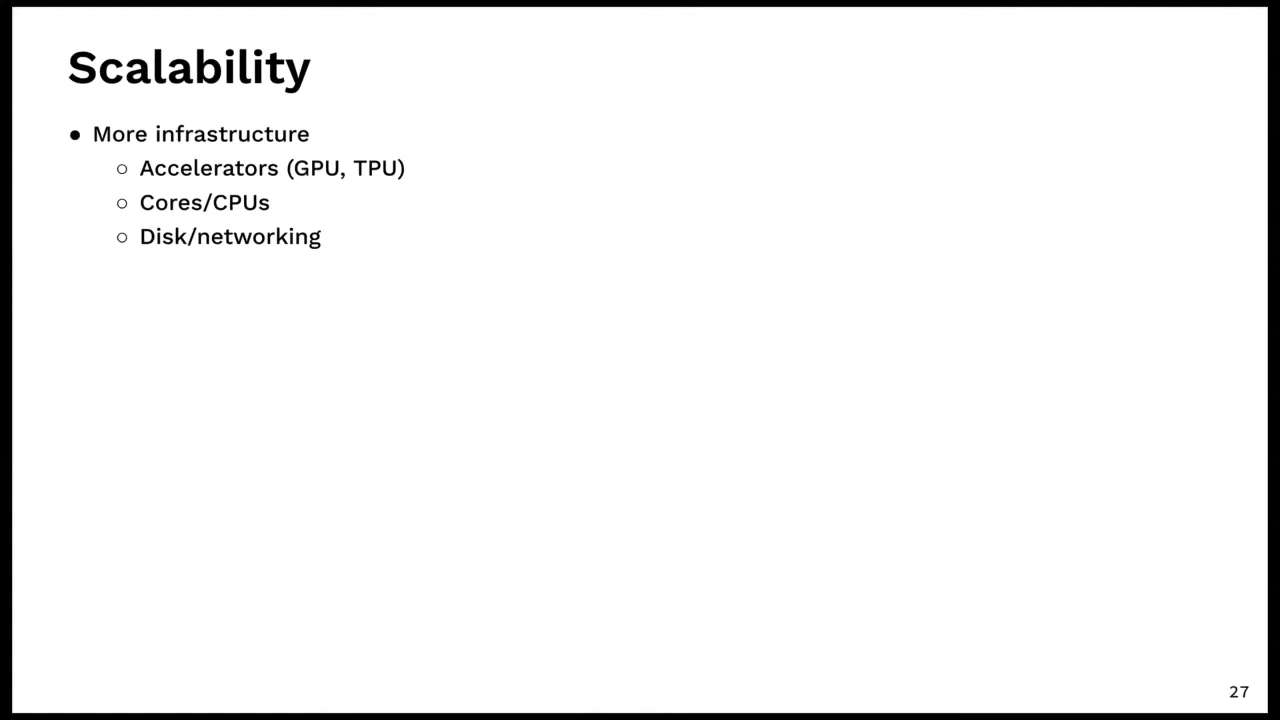 Scalability
● More infrastructure
○ Accelerators (GPU, TPU)
○ Cores/CPUs
○ Disk/networking
27